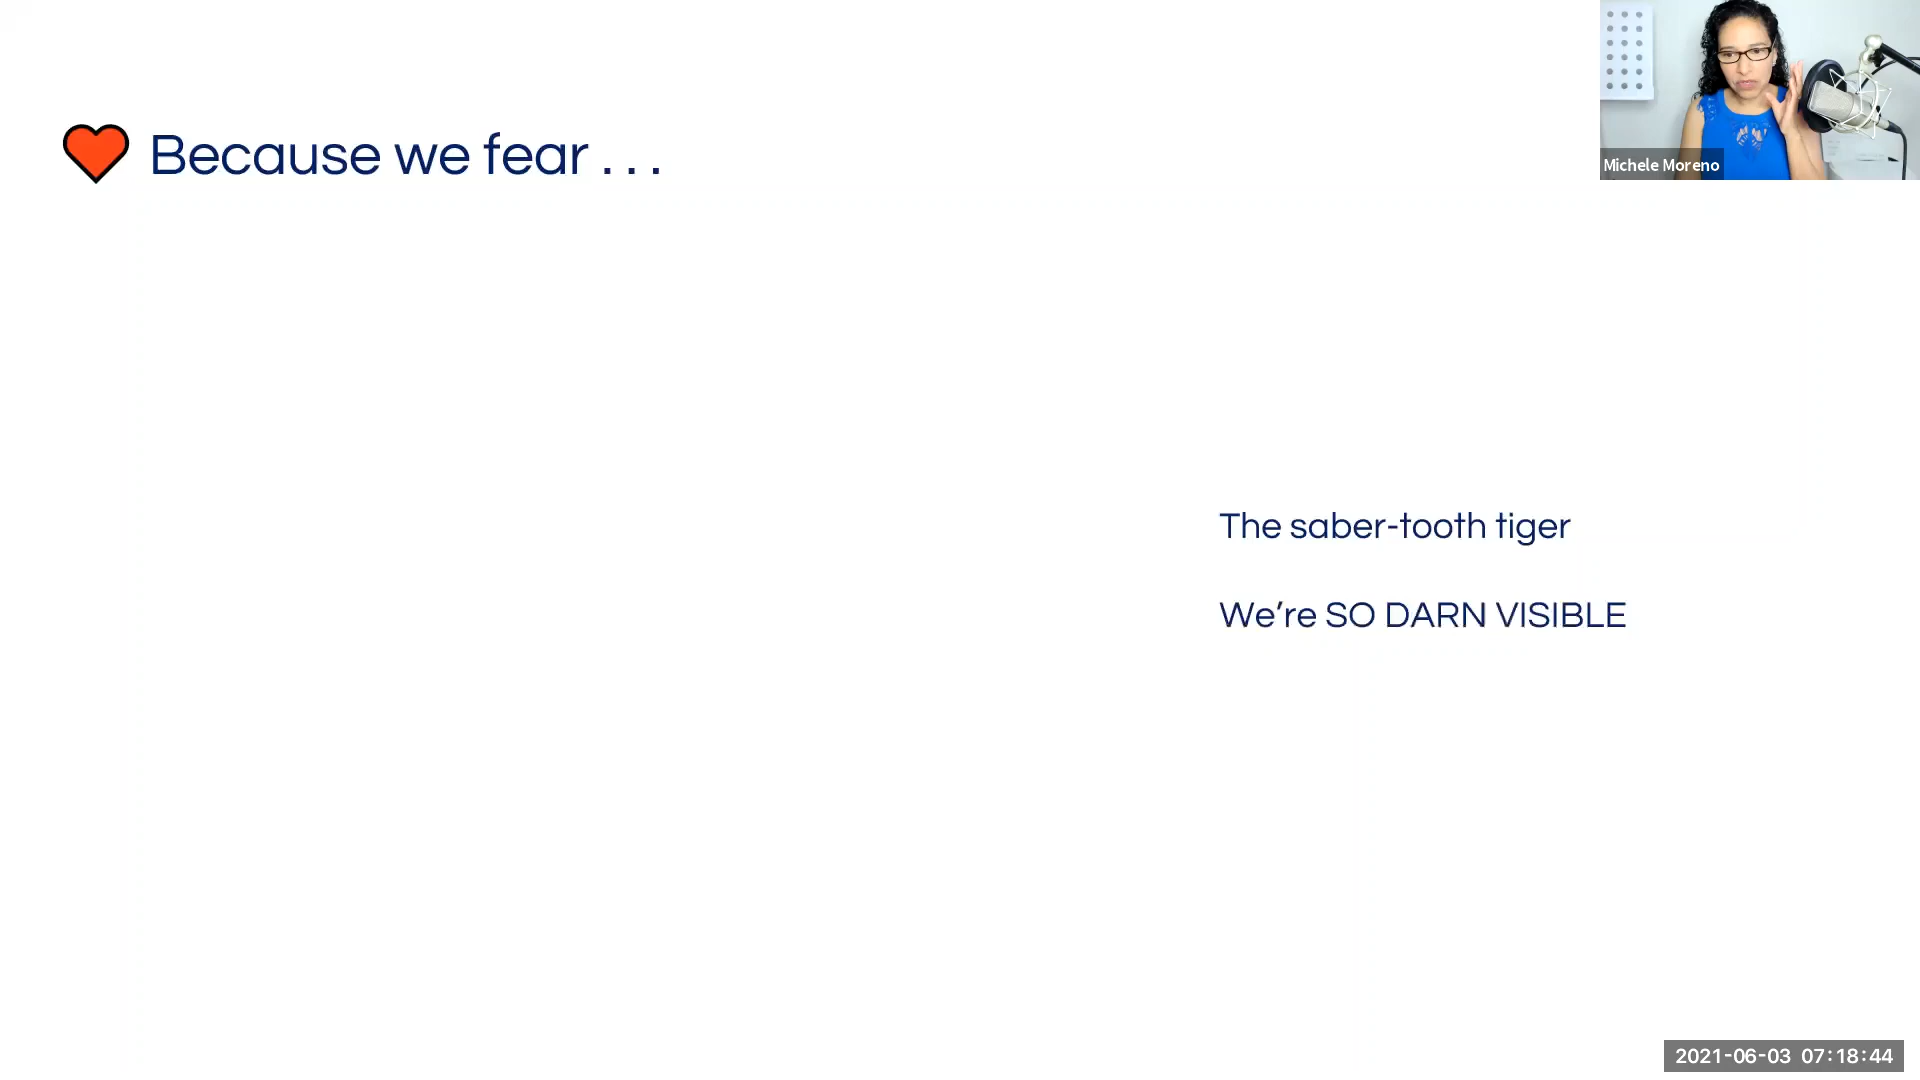 Because we fear . . .
Michele Moreno
The saber-tooth tiger
We’re SO DARN VISIBLE
2021-06-03 07:18:44